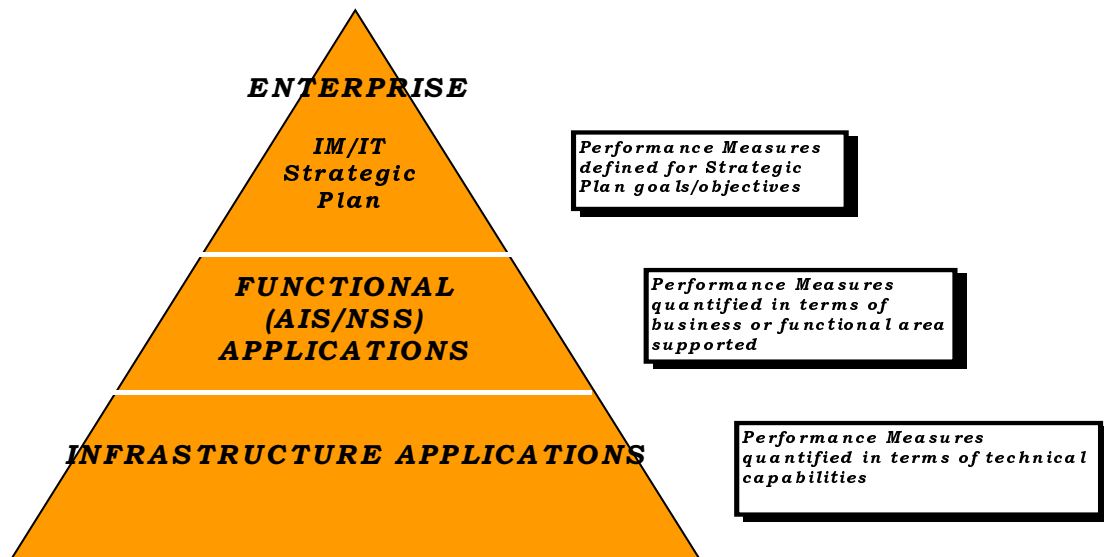 ENTERPRISE
IM/IT
Strategic
Plan
Performance Measures
defined for Strategic
Plan goals/objectives
FUNCTIONAL
(AIS/NSS)
APPLICATIONS
Performance Measures
quantified in terms of
business or functional area
supported
INFRASTRUCTURE APPLICATIONS
Performance Measures
quantified in terms of technical
capabilities